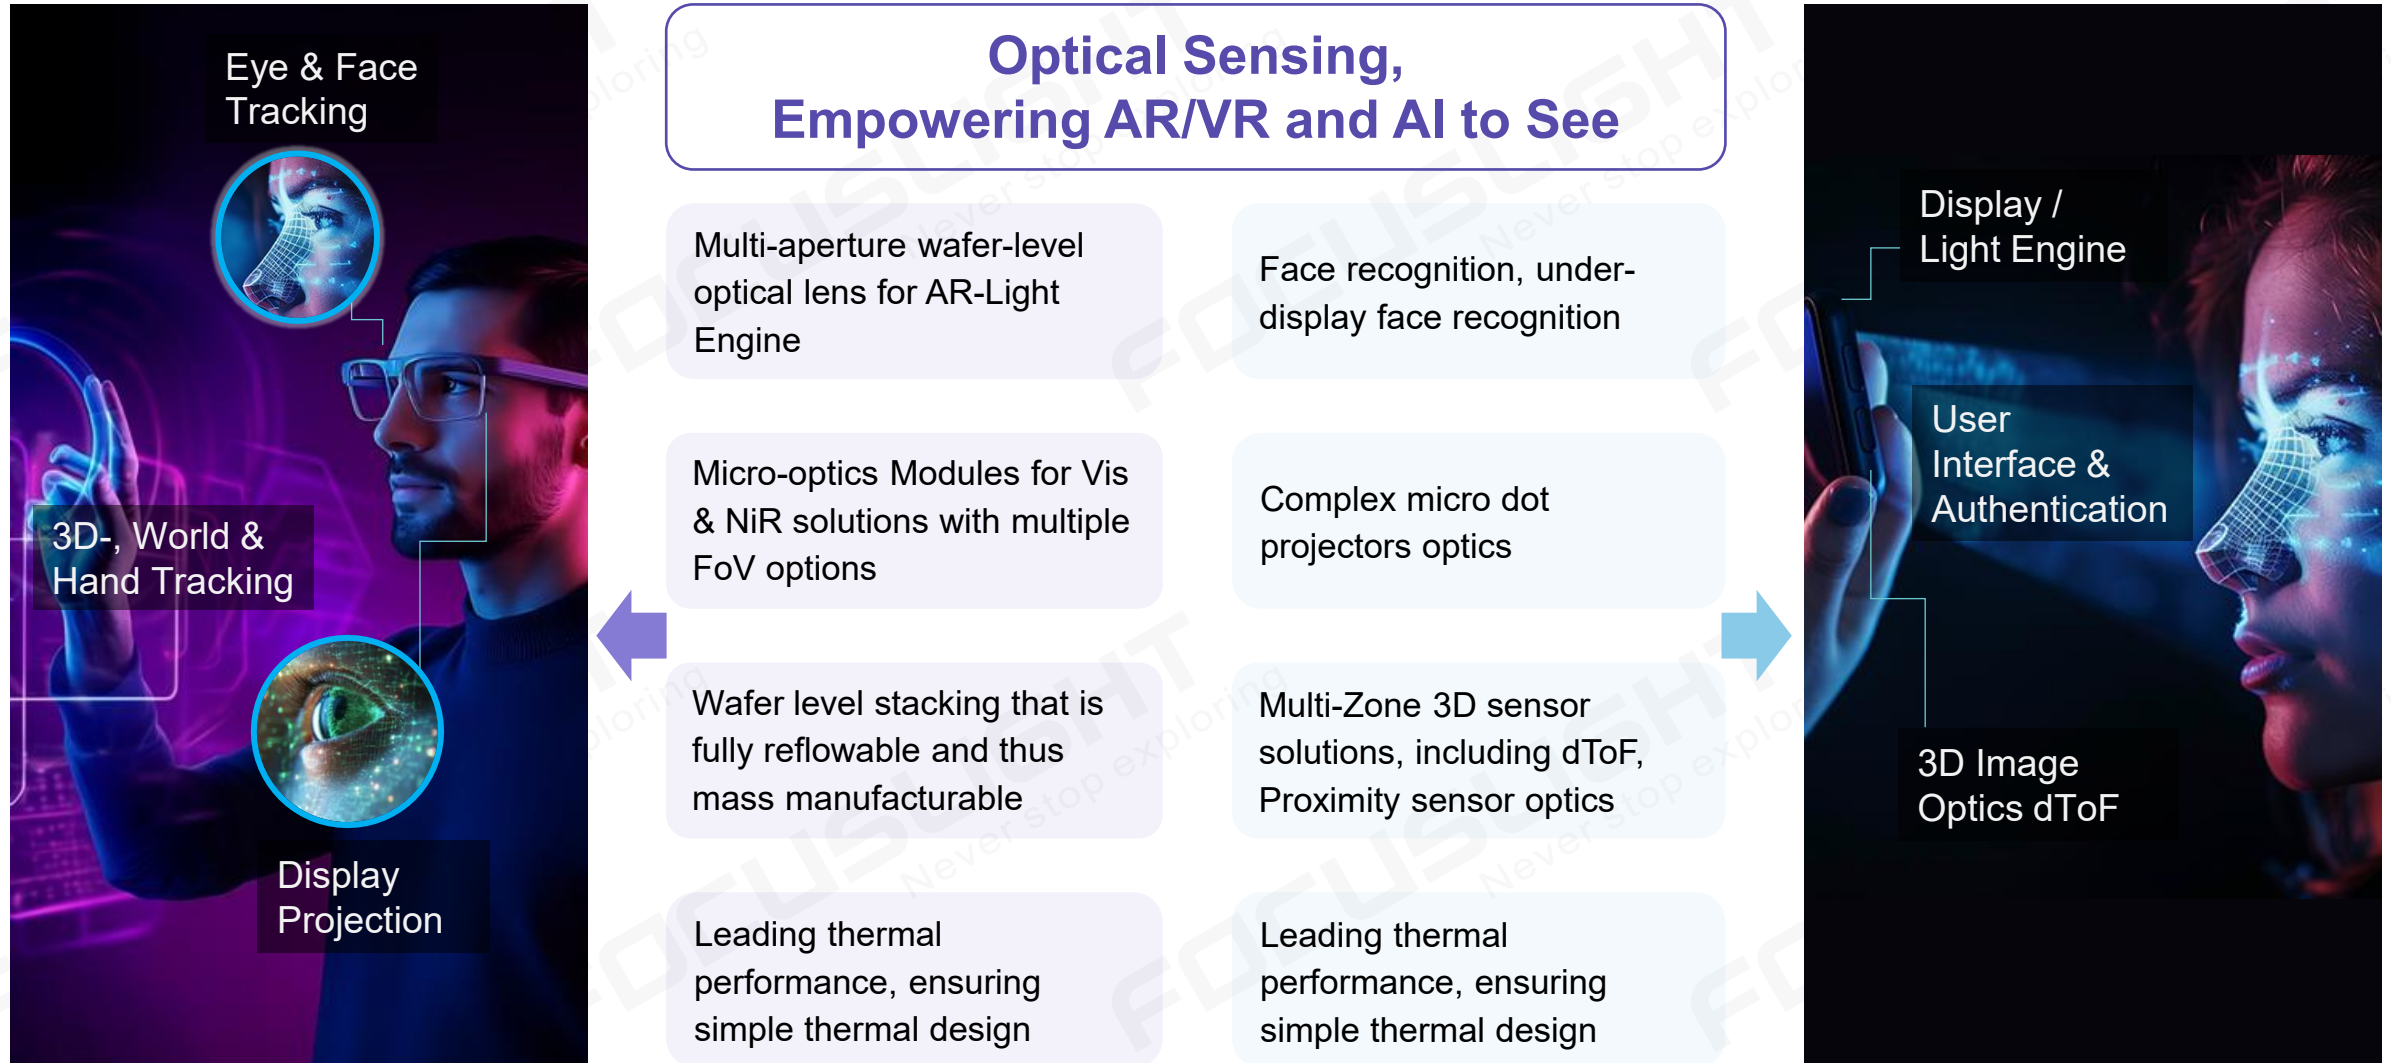 Eye & Face
Tracking
3D-, World &
Hand Tracking
Display
Projection
Optical Sensing,
Empowering AR/VR and AI to See
Multi-aperture wafer-level
optical lens for AR-Light
Engine
Micro-optics Modules for Vis
& NiR solutions with multiple
FoV options
Wafer level stacking that is
fully reflowable and thus
mass manufacturable
Leading thermal
performance, ensuring
simple thermal design
Face recognition, under-
display face recognition
Complex micro dot
projectors optics
Multi-Zone 3D sensor
solutions, including dToF,
Proximity sensor optics
Leading thermal
performance, ensuring
simple thermal design
Display /
Light Engine
User
Interface &
Authentication
3D Image
Optics dToF
FOCUSLIGHT
Never stop exploring